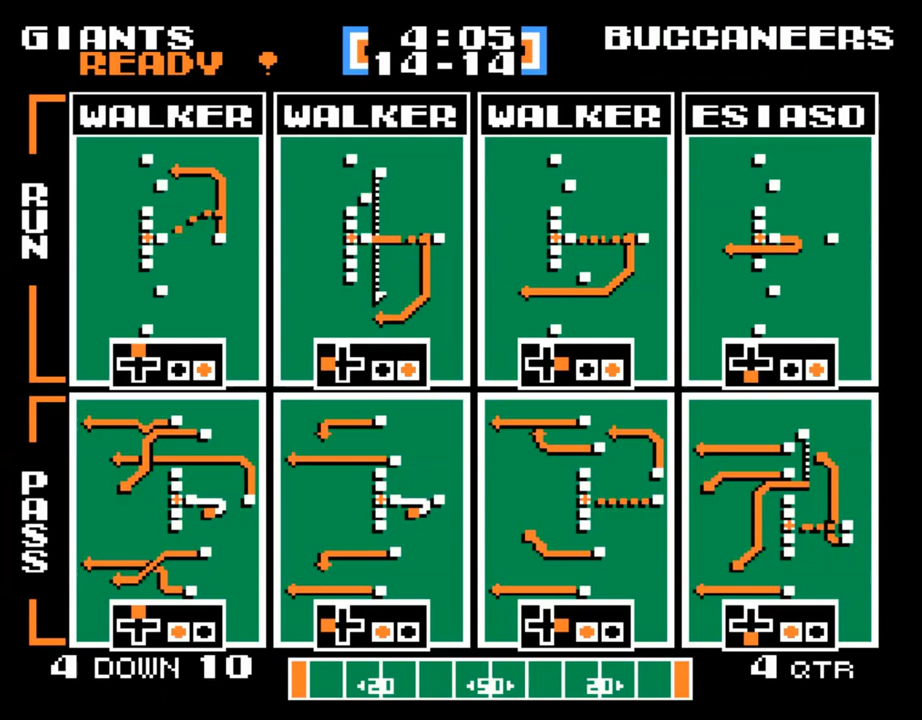 GIANTS 4:05 BUCCANEERS
READY ! 14-14
WALKER WALKER WALKER ESIASO
RUN
PASS
4 DOWN 10 20 50 20 4 QTR